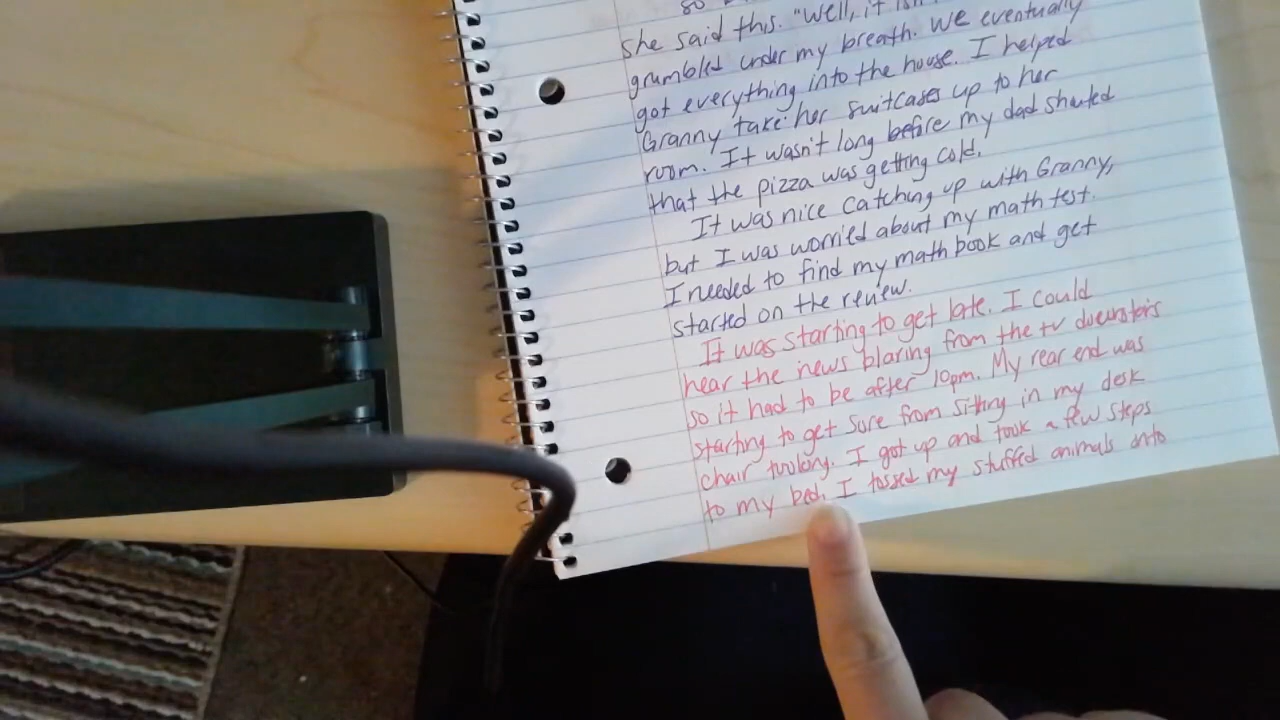 she said this. "Well, it isn
grumbled under my breath. We eventually
got everything into the house. I helped
Granny take her suitcases up to her
room. It wasn't long before my dad shouted
that the pizza was getting cold.
It was nice catching up with Granny,
but I was worried about my math test.
I needed to find my math book and get
started on the review.
It was starting to get late. I could
hear the news blaring from the tv downstairs
so it had to be after 10pm. My rear end was
starting to get sore from sitting in my desk
chair too long. I got up and took a few steps
to my bed. I tossed my stuffed animals onto